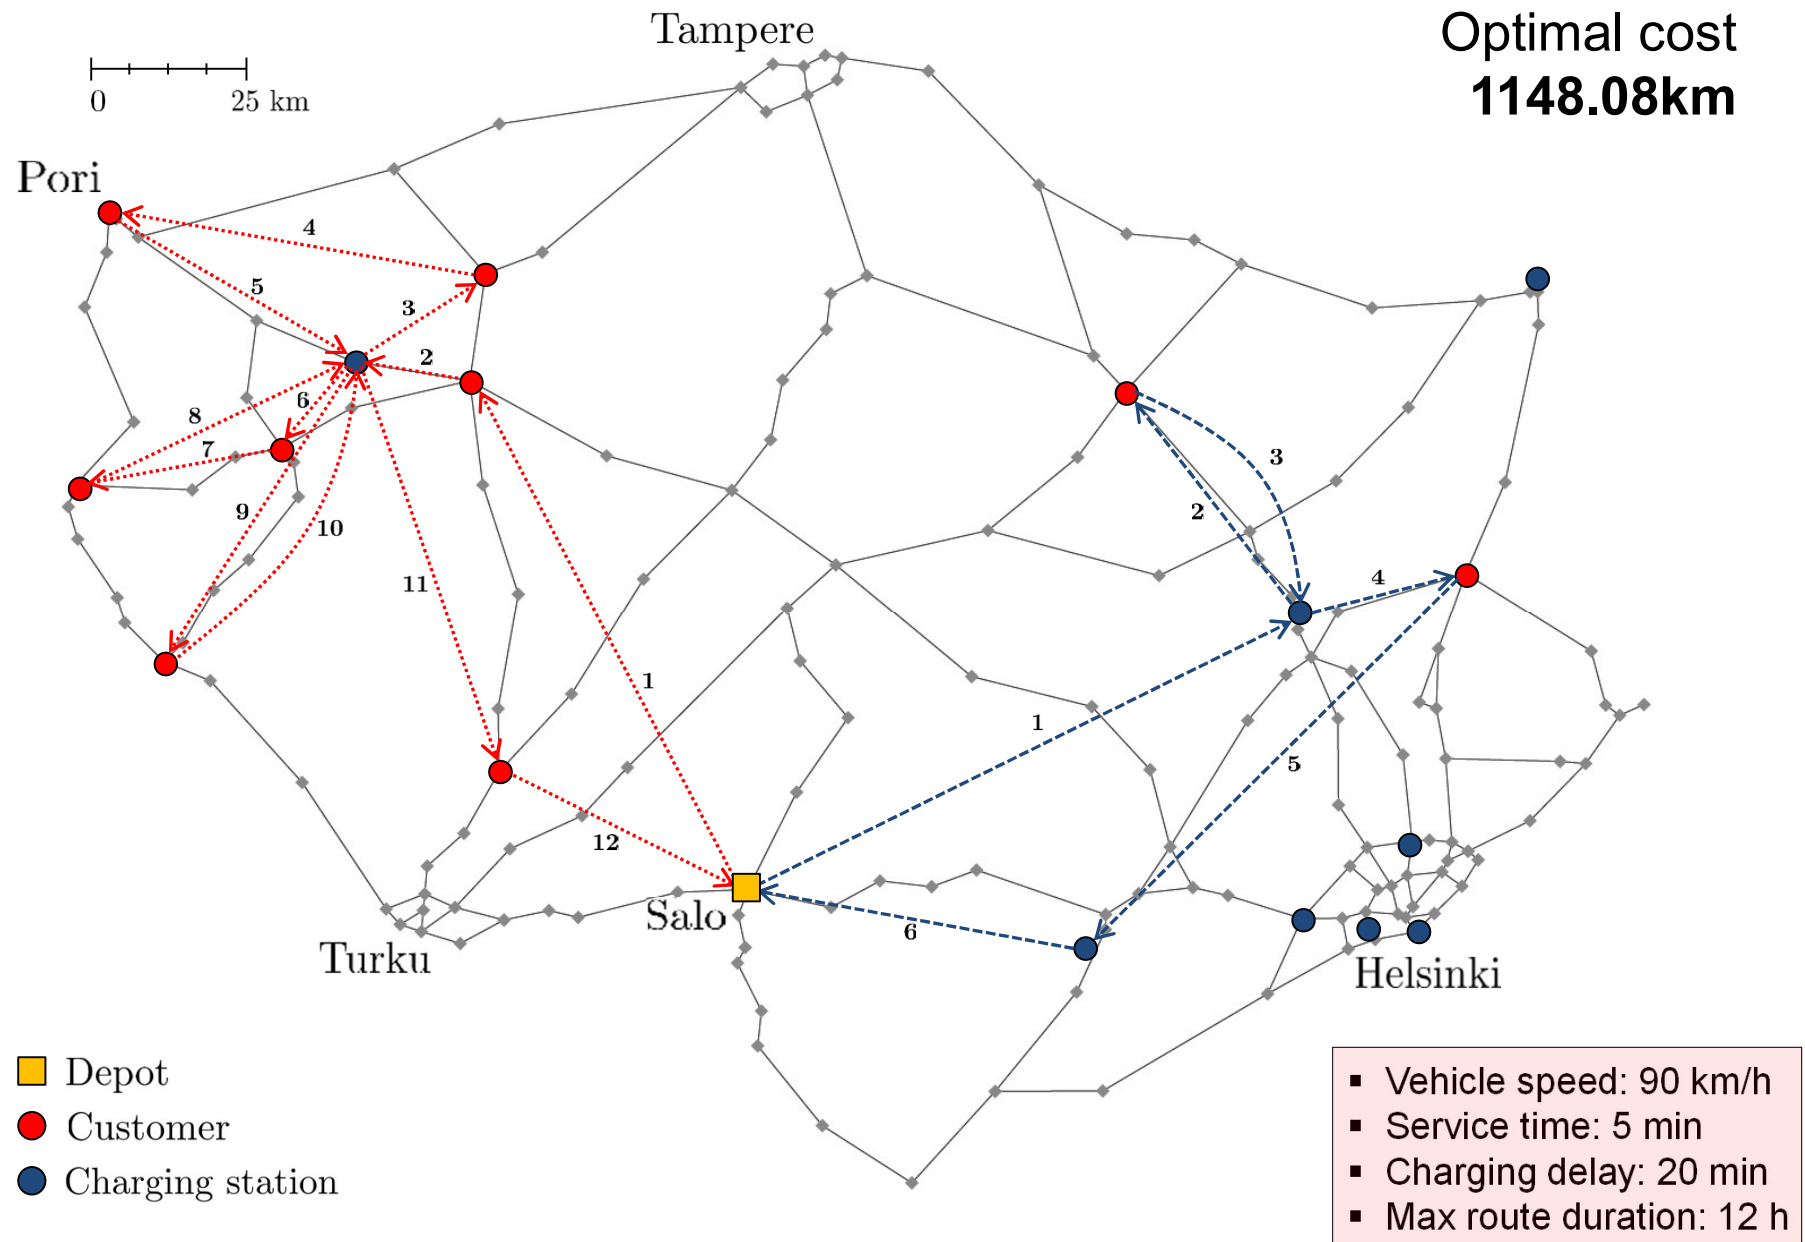 Optimal cost
1148.08km
Tampere
0 25 km
Pori
4
5
3
2
6
8
7
9
10
11
1
12
3
2
4
1
5
6
Salo
Turku
Helsinki
Depot
Customer
Charging station
▪ Vehicle speed: 90 km/h
▪ Service time: 5 min
▪ Charging delay: 20 min
▪ Max route duration: 12 h